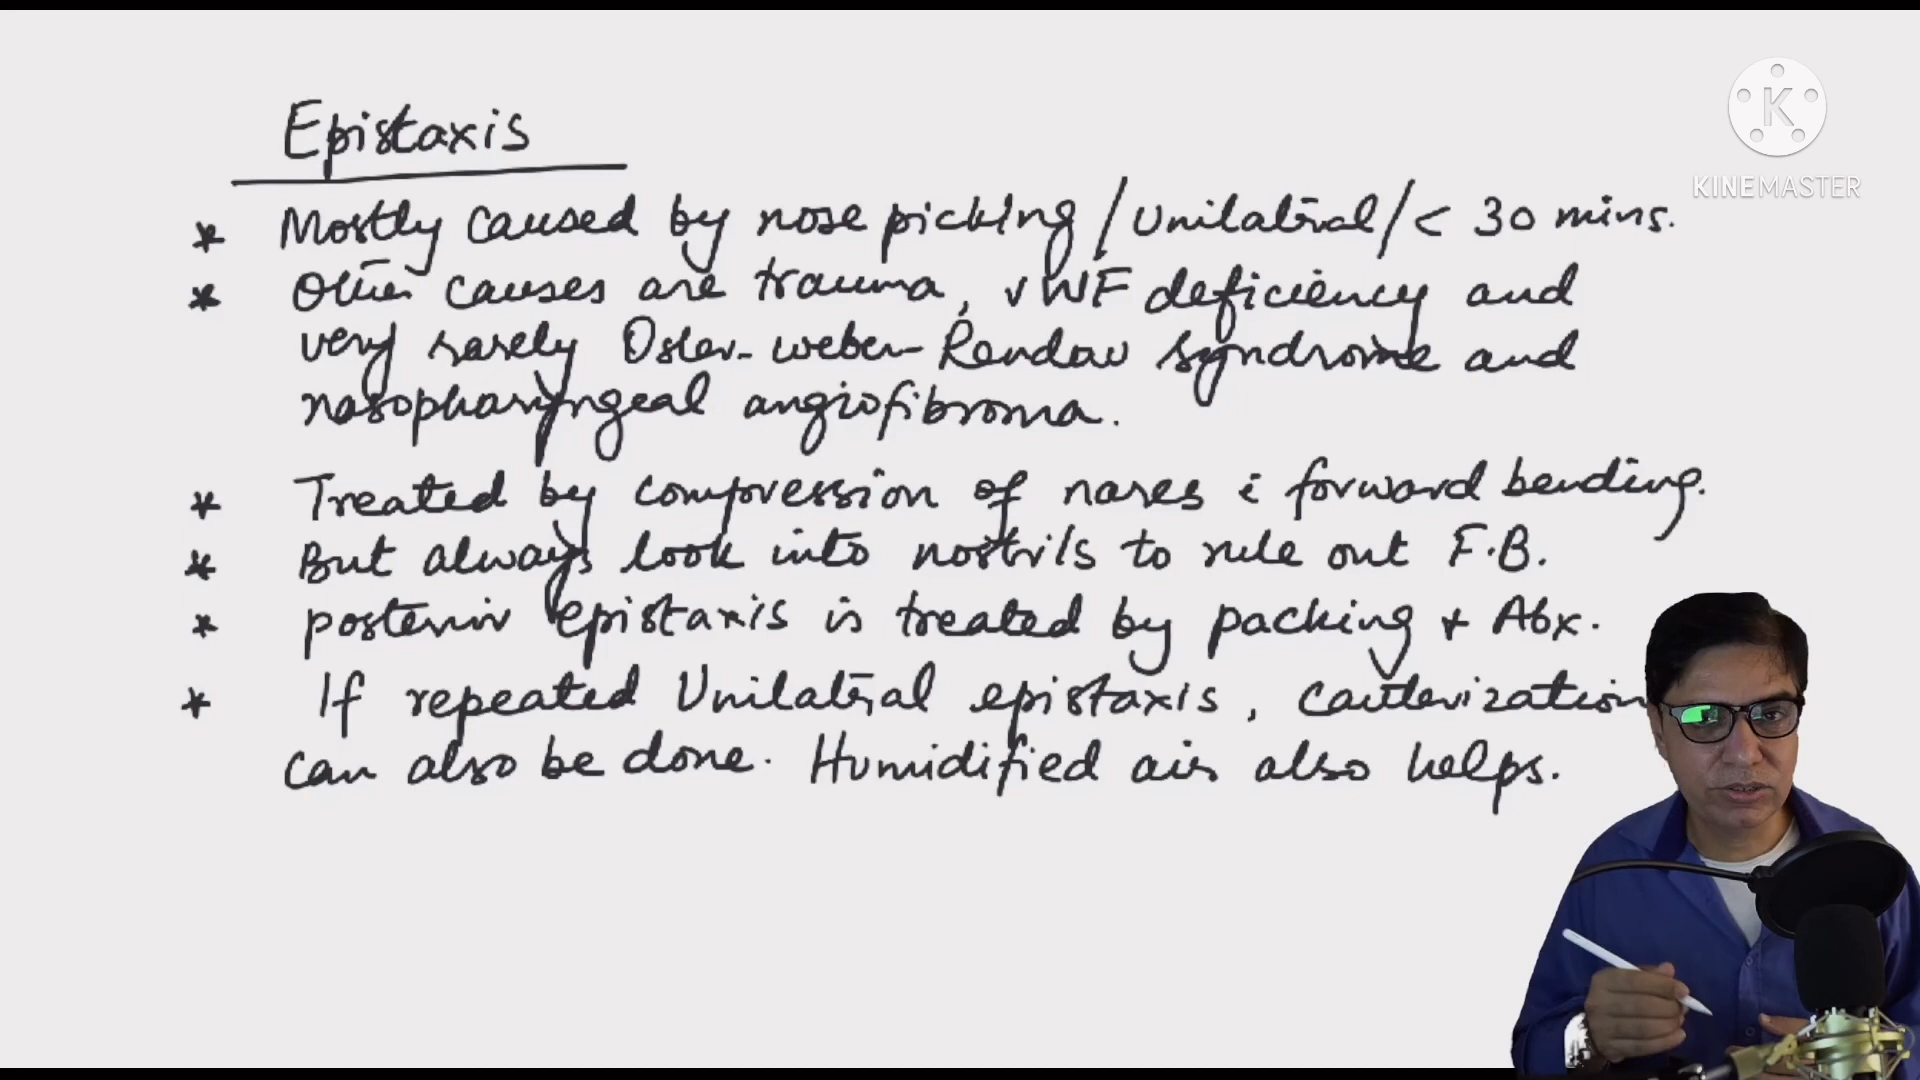 Epistaxis
* Mostly caused by nose picking / Unilateral / < 30 mins.
* Other causes are trauma, vWF deficiency and
very rarely Osler-weber-Rendau syndrome and
nasopharyngeal angiofibroma.
* Treated by compression of nares c̄ forward bending.
* But always look into nostrils to rule out F.B.
* posterior epistaxis is treated by packing + Abx.
* If repeated Unilateral epistaxis, cauterization
can also be done. Humidified air also helps.
K
KINEMASTER